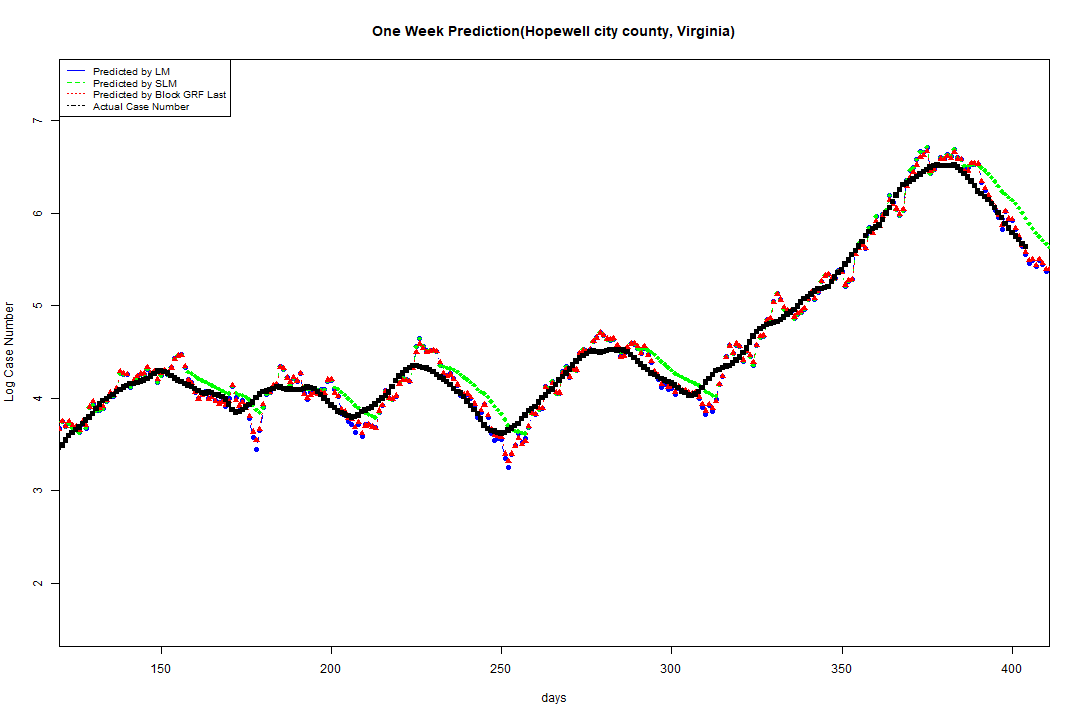 One Week Prediction(Hopewell city county, Virginia)
Predicted by LM
Predicted by SLM
Predicted by Block GRF Last
Actual Case Number
Log Case Number
7
6
5
4
3
2
150
200
250
300
350
400
days